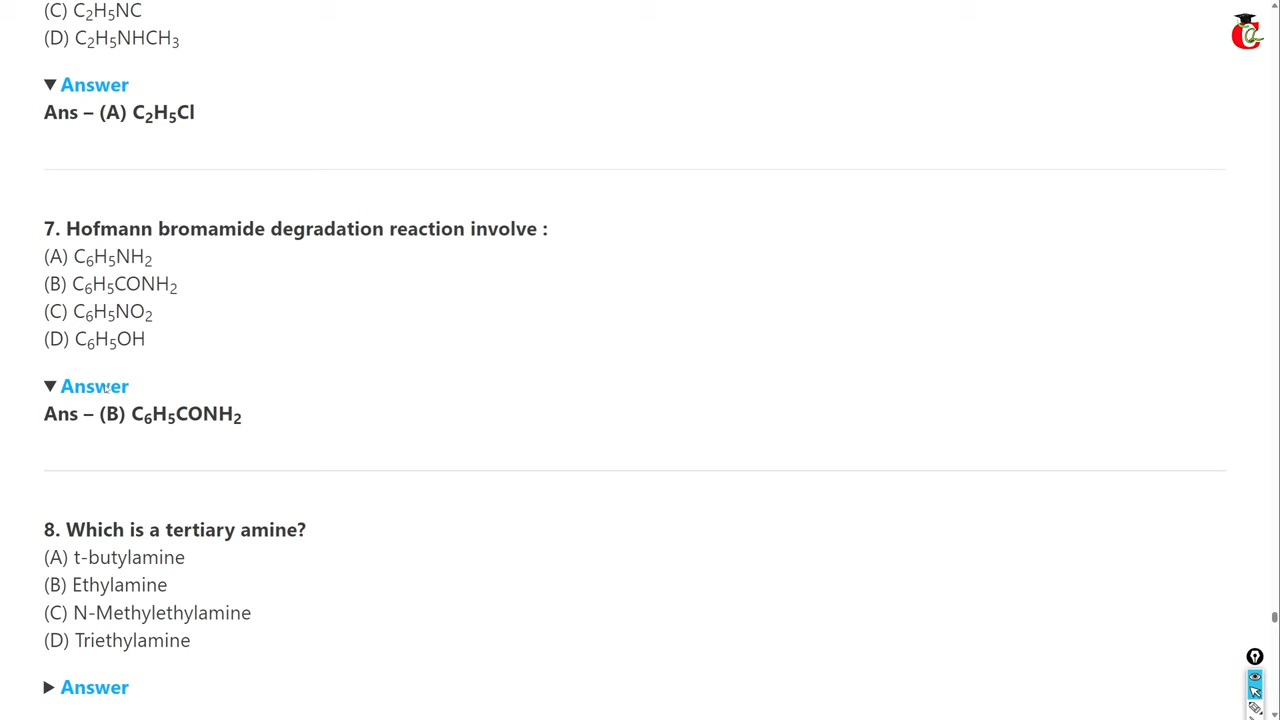 (C) C₂H₅NC
(D) C₂H₅NHCH₃
▼ Answer
Ans – (A) C₂H₅Cl
7. Hofmann bromamide degradation reaction involve :
(A) C₆H₅NH₂
(B) C₆H₅CONH₂
(C) C₆H₅NO₂
(D) C₆H₅OH
▼ Answer
Ans – (B) C₆H₅CONH₂
8. Which is a tertiary amine?
(A) t-butylamine
(B) Ethylamine
(C) N-Methylethylamine
(D) Triethylamine
▶ Answer